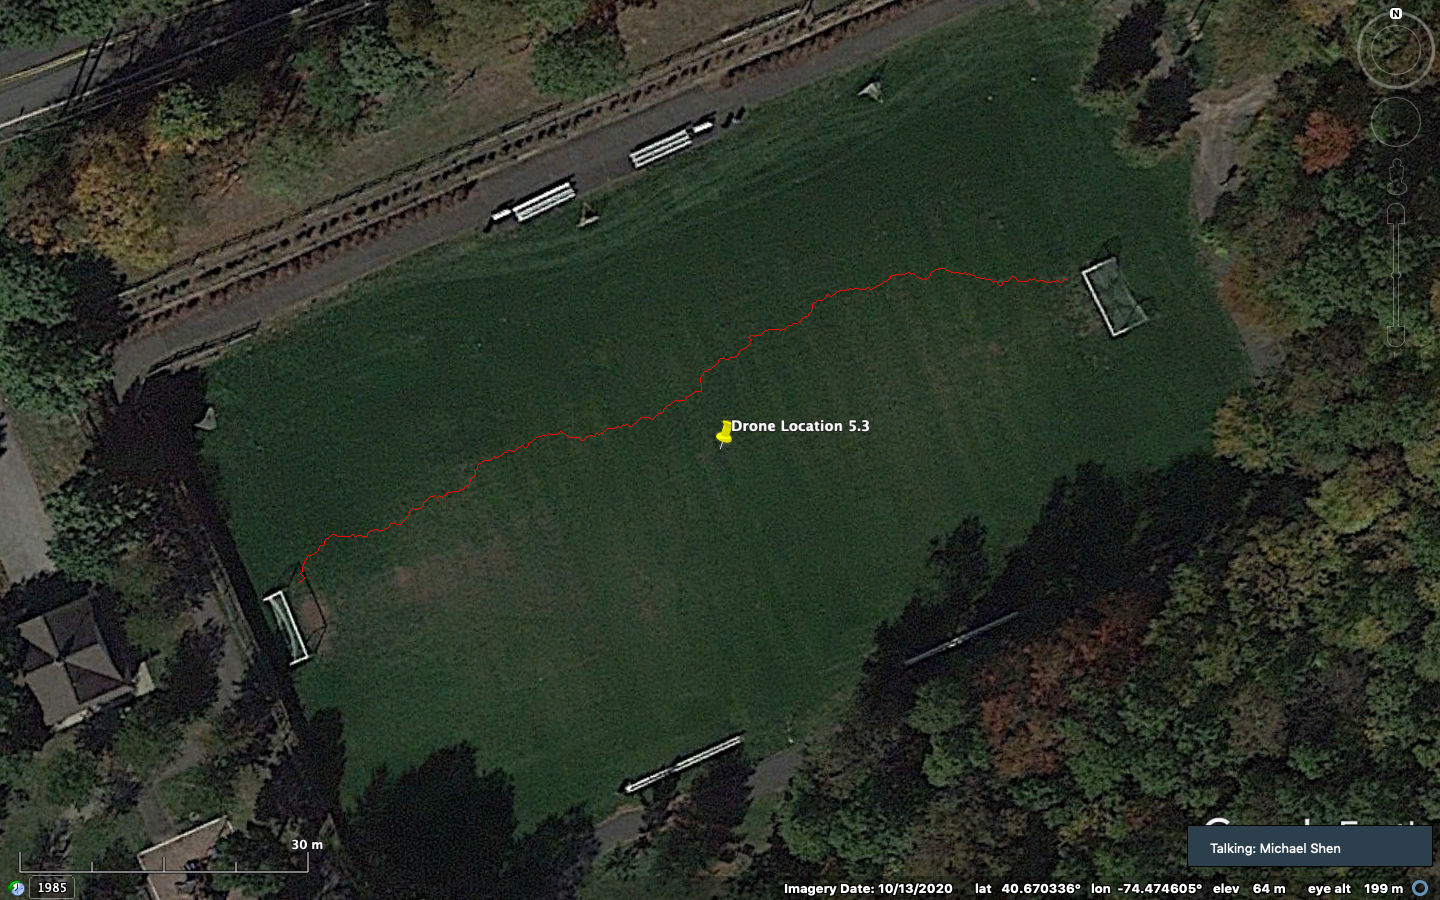 N
Drone Location 5.3
30 m
Talking: Michael Shen
1985
Imagery Date: 10/13/2020 lat 40.670336° lon -74.474605° elev 64 m eye alt 199 m